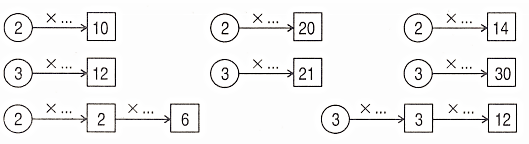 2 × ... 10 2 × ... 20 2 × ... 14
3 × ... 12 3 × ... 21 3 × ... 30
2 × ... 2 × ... 6 3 × ... 3 × ... 12